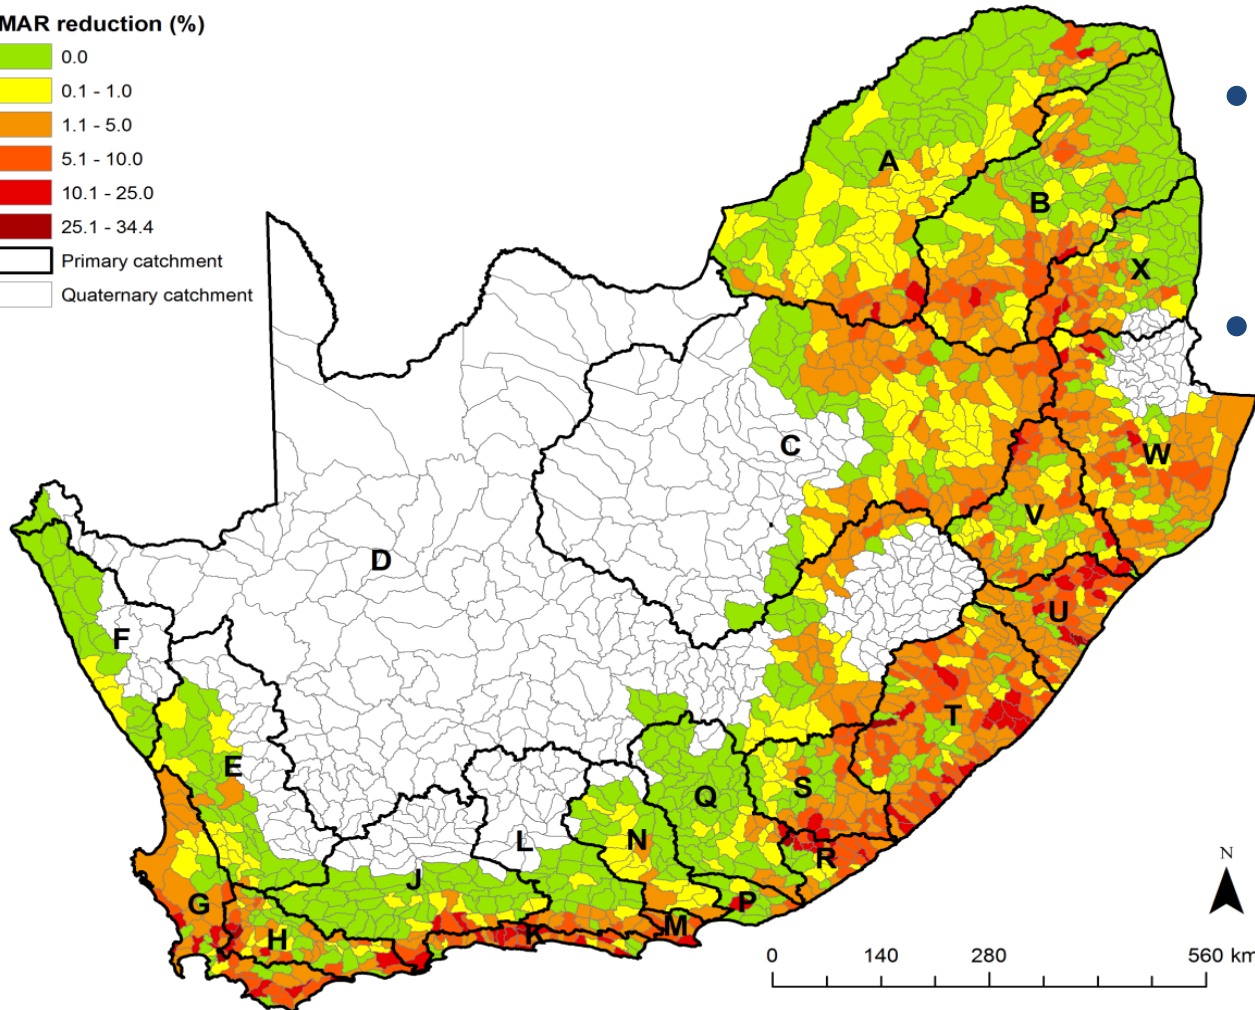 MAR reduction (%)
0.0
0.1 - 1.0
1.1 - 5.0
5.1 - 10.0
10.1 - 25.0
25.1 - 34.4
Primary catchment
Quaternary catchment
A
B
X
C
W
V
D
U
F
T
E
S
Q
N
L
R
J
P
G
M
K
H
N
0 140 280 560 km